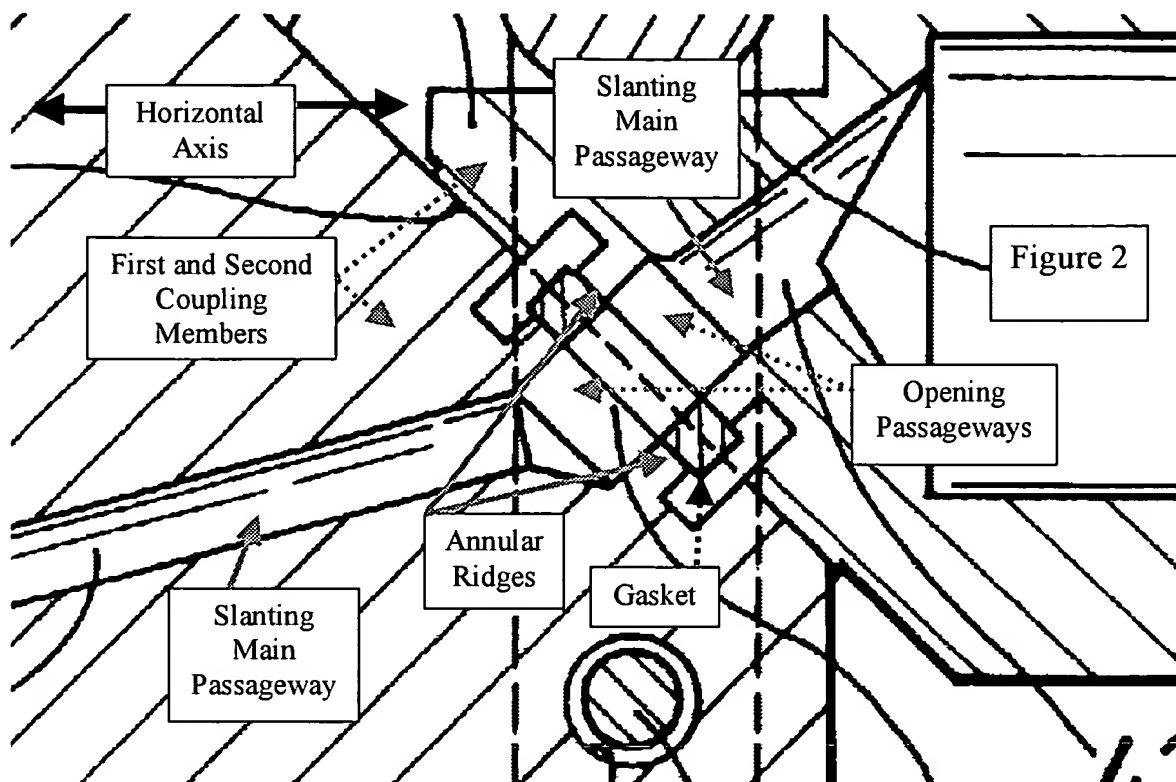 Horizontal
Axis
Slanting
Main
Passageway
First and Second
Coupling
Members
Figure 2
Opening
Passageways
Annular
Ridges
Gasket
Slanting
Main
Passageway